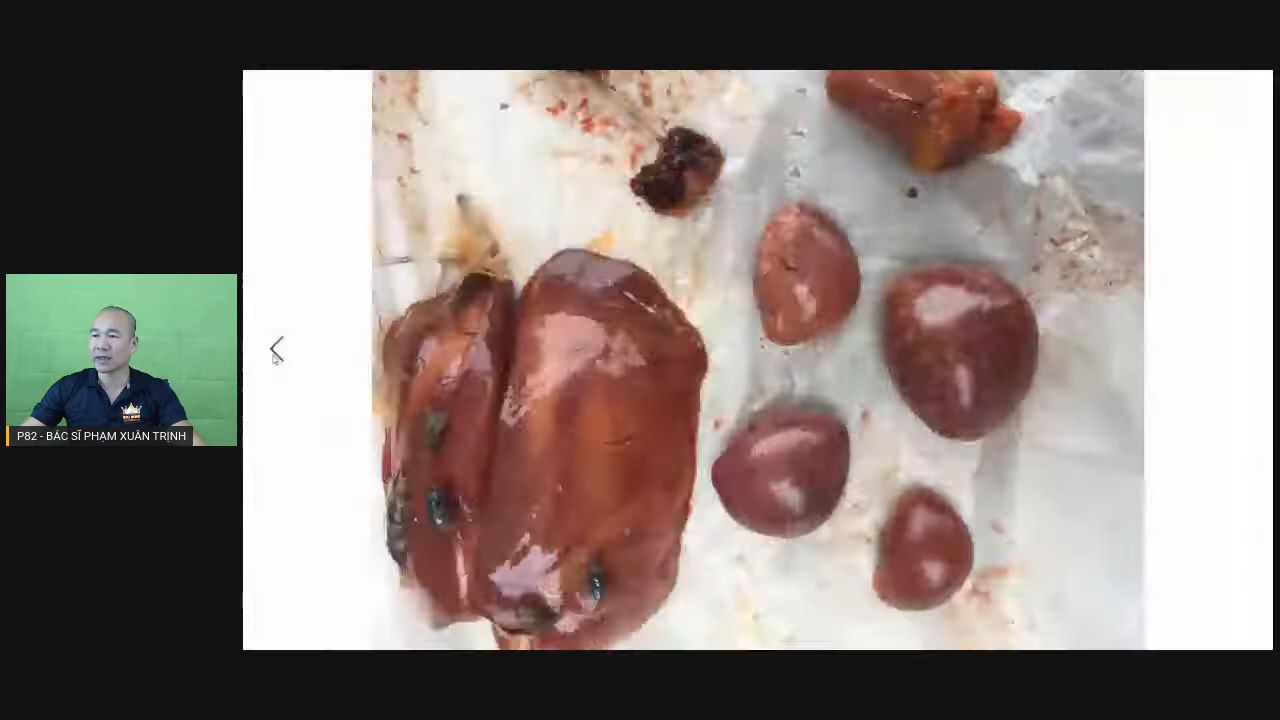 P82 - BÁC SĨ PHẠM XUÂN TRỊNH